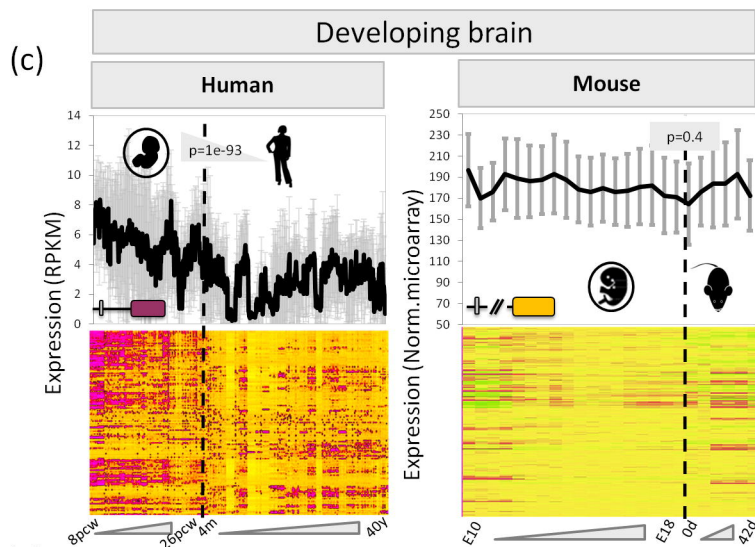 Developing brain
(c)
Human
Mouse
Expression (RPKM)
14
12
10
8
6
4
2
0
p=1e-93
8pcw
26pcw
4m
40y
Expression (Norm.microarray)
290
270
250
230
210
190
170
150
130
110
90
70
50
p=0.4
E10
E18
0d
42d